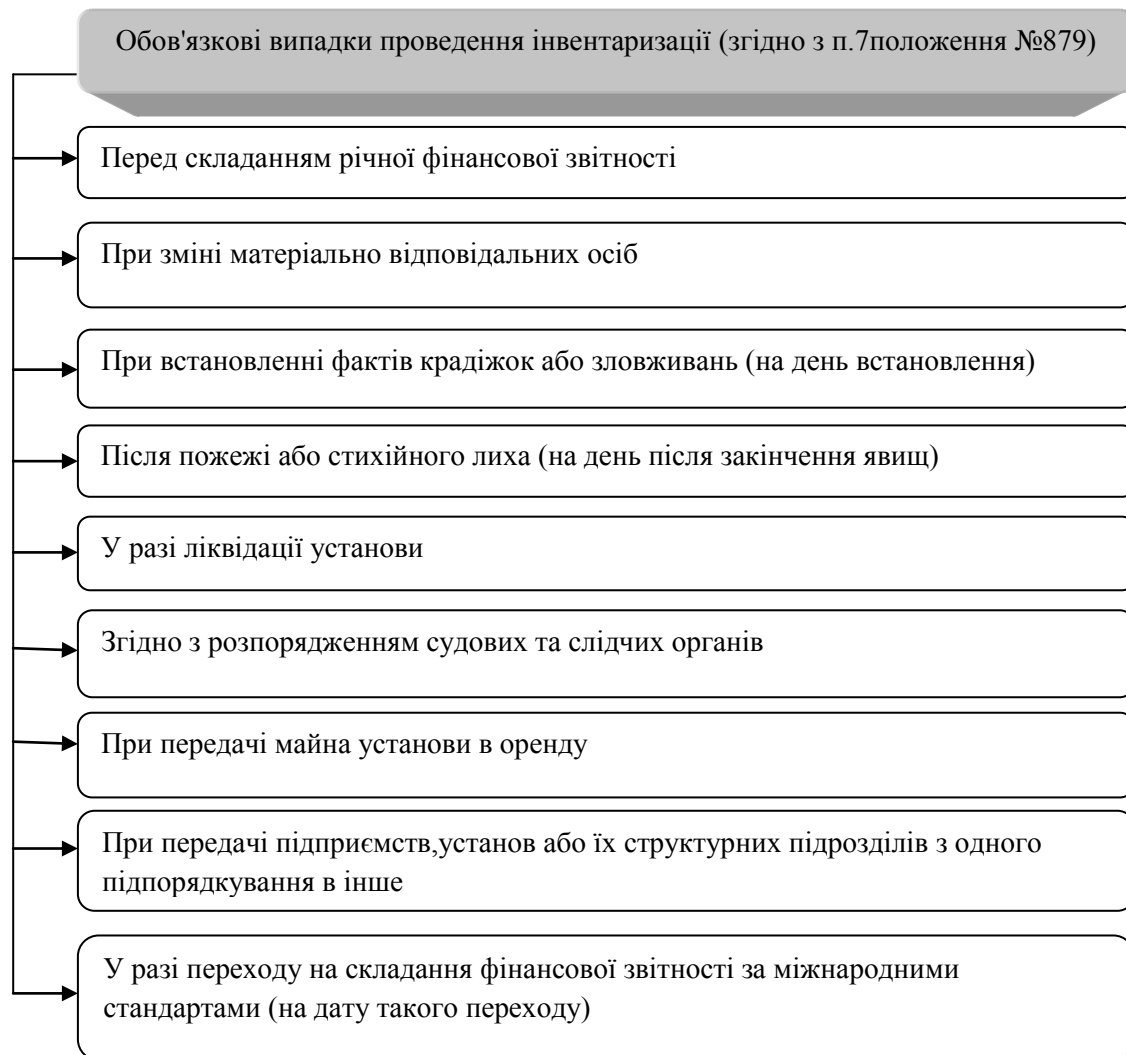 Обов'язкові випадки проведення інвентаризації (згідно з п.7положення №879)
Перед складанням річної фінансової звітності
При зміні матеріально відповідальних осіб
При встановленні фактів крадіжок або зловживань (на день встановлення)
Після пожежі або стихійного лиха (на день після закінчення явищ)
У разі ліквідації установи
Згідно з розпорядженням судових та слідчих органів
При передачі майна установи в оренду
При передачі підприємств,установ або їх структурних підрозділів з одного
підпорядкування в інше
У разі переходу на складання фінансової звітності за міжнародними
стандартами (на дату такого переходу)